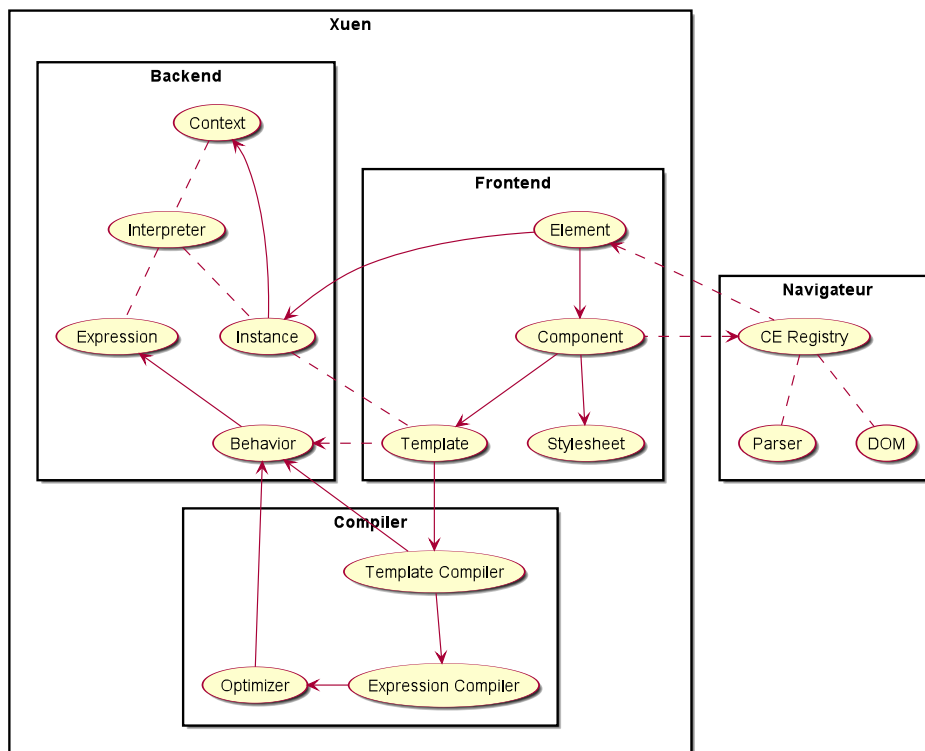 Xuen
Backend
Context
Interpreter
Expression
Instance
Behavior
Frontend
Element
Component
Template
Stylesheet
Navigateur
CE Registry
Parser
DOM
Compiler
Template Compiler
Optimizer
Expression Compiler